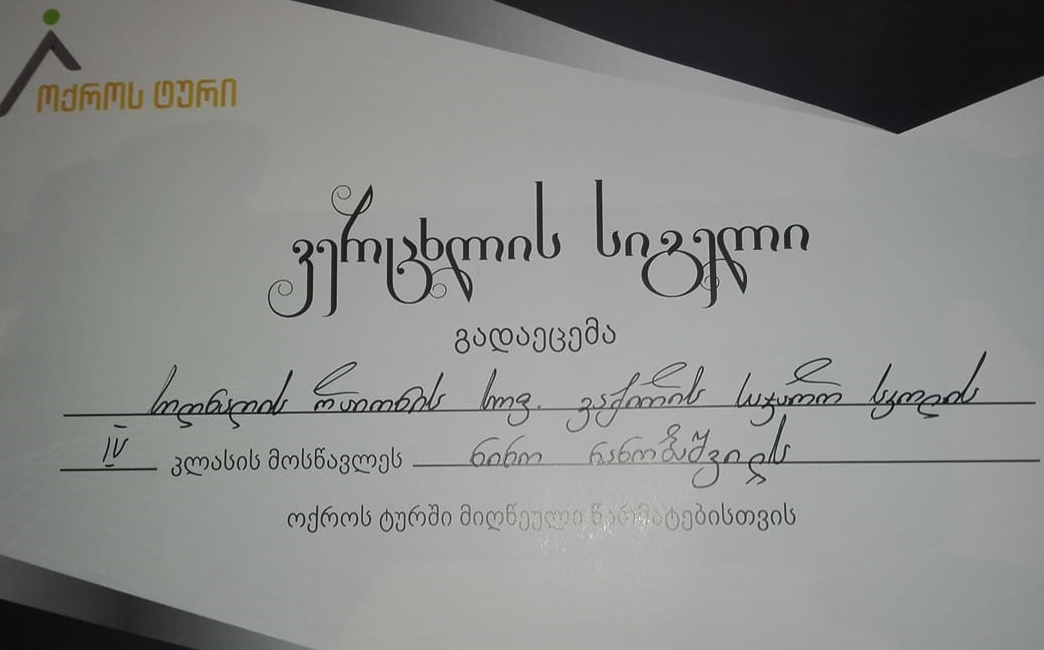 ოქროს ტური
ვერცხლის სიგელი
გადაეცემა
სიღნაღის რაიონის სოფ. ვაქირის საჯარო სკოლის
IV კლასის მოსწავლეს ნინო ჩანოზაშვილს
ოქროს ტურში მიღწეული წარმატებისთვის